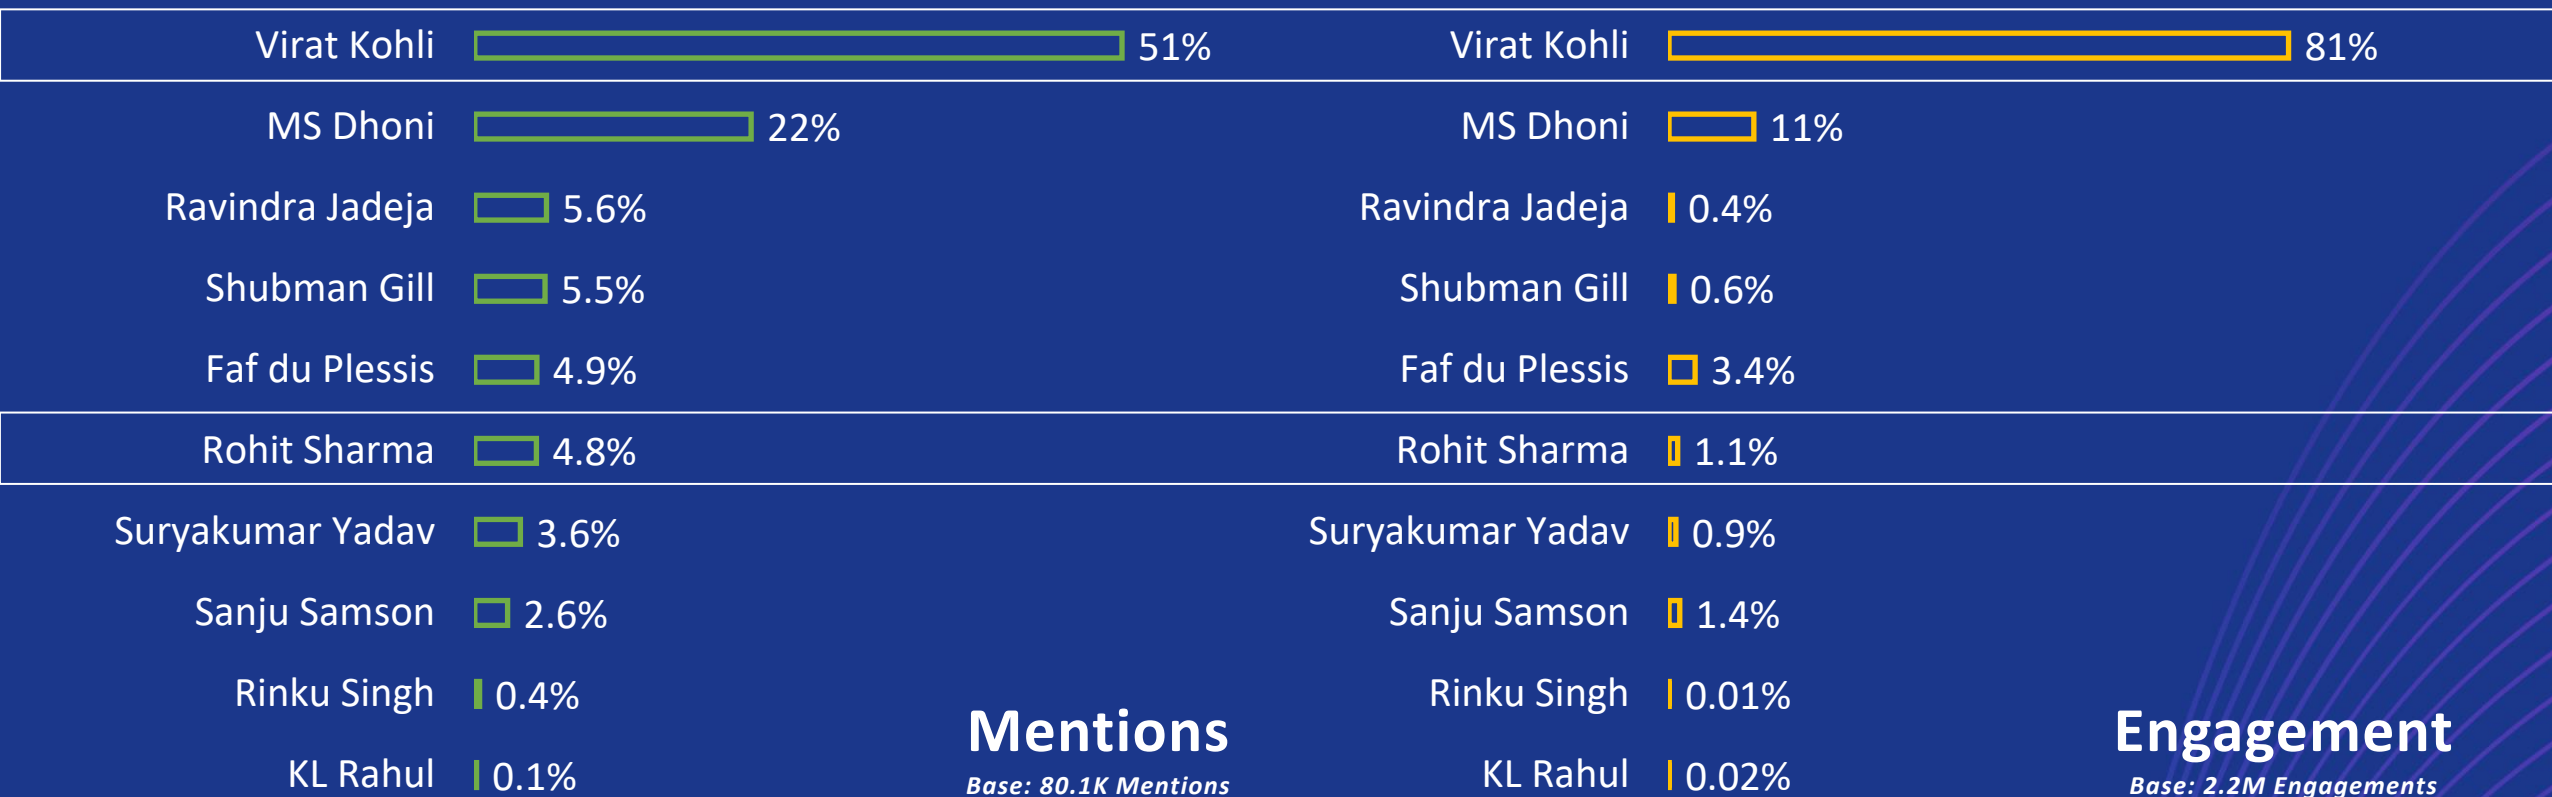 Virat Kohli 51%
MS Dhoni 22%
Ravindra Jadeja 5.6%
Shubman Gill 5.5%
Faf du Plessis 4.9%
Rohit Sharma 4.8%
Suryakumar Yadav 3.6%
Sanju Samson 2.6%
Rinku Singh 0.4%
KL Rahul 0.1%
Mentions
Base: 80.1K Mentions
Virat Kohli 81%
MS Dhoni 11%
Ravindra Jadeja 0.4%
Shubman Gill 0.6%
Faf du Plessis 3.4%
Rohit Sharma 1.1%
Suryakumar Yadav 0.9%
Sanju Samson 1.4%
Rinku Singh 0.01%
KL Rahul 0.02%
Engagement
Base: 2.2M Engagements